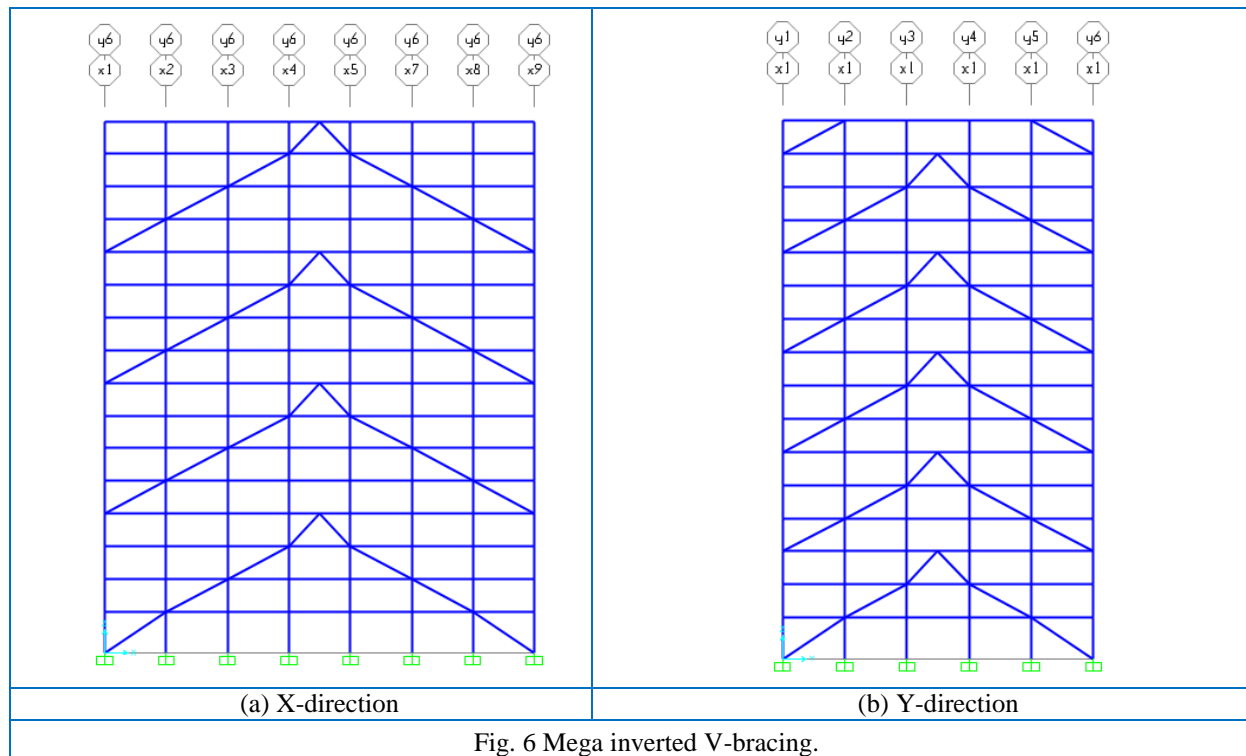 y6 y6 y6 y6 y6 y6 y6 y6
x1 x2 x3 x4 x5 x7 x8 x9
y1 y2 y3 y4 y5 y6
x1 x1 x1 x1 x1 x1
(a) X-direction
(b) Y-direction
Fig. 6 Mega inverted V-bracing.